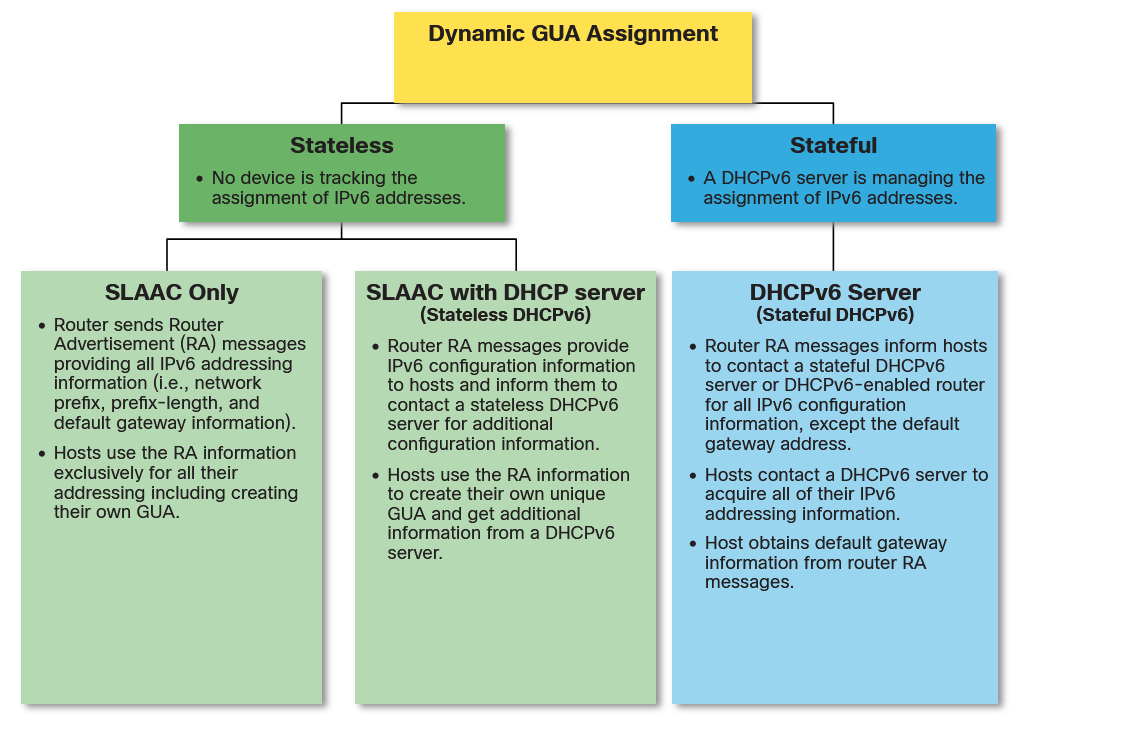 Dynamic GUA Assignment
Stateless
• No device is tracking the
assignment of IPv6 addresses.
Stateful
• A DHCPv6 server is managing the
assignment of IPv6 addresses.
SLAAC Only
• Router sends Router
Advertisement (RA) messages
providing all IPv6 addressing
information (i.e., network
prefix, prefix-length, and
default gateway information).
• Hosts use the RA information
exclusively for all their
addressing including creating
their own GUA.
SLAAC with DHCP server
(Stateless DHCPv6)
• Router RA messages provide
IPv6 configuration information
to hosts and inform them to
contact a stateless DHCPv6
server for additional
configuration information.
• Hosts use the RA information
to create their own unique
GUA and get additional
information from a DHCPv6
server.
DHCPv6 Server
(Stateful DHCPv6)
• Router RA messages inform hosts
to contact a stateful DHCPv6
server or DHCPv6-enabled router
for all IPv6 configuration
information, except the default
gateway address.
• Hosts contact a DHCPv6 server to
acquire all of their IPv6
addressing information.
• Host obtains default gateway
information from router RA
messages.